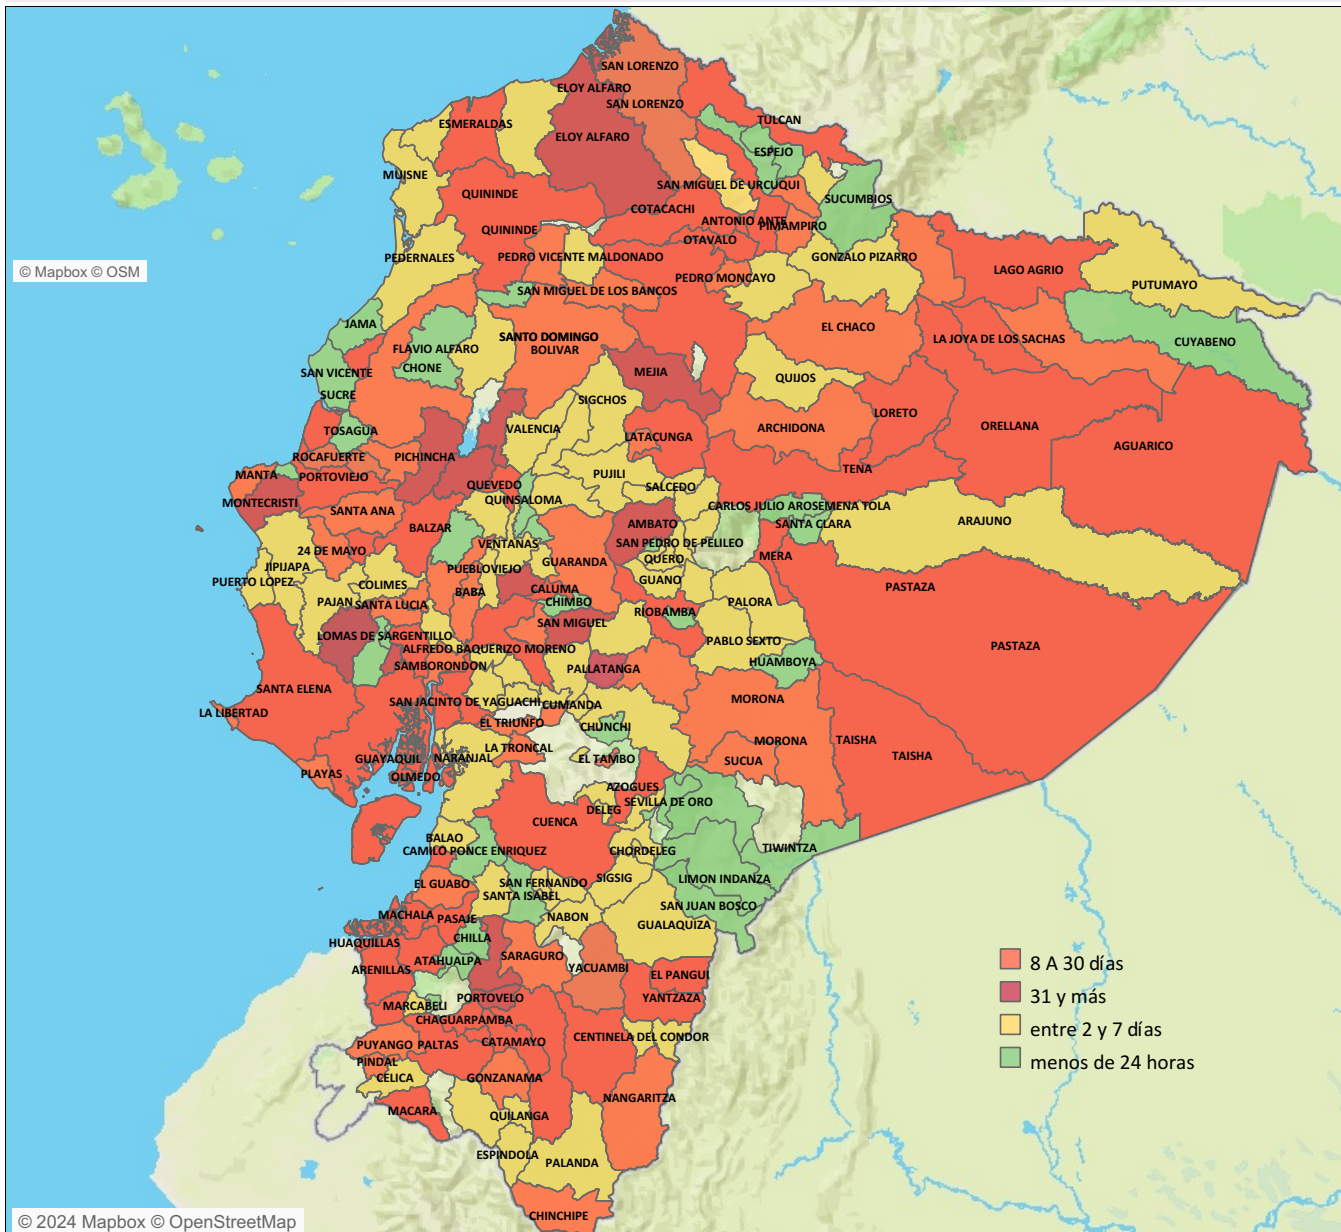 SAN LORENZO
ELOY ALFARO
SAN LORENZO
TULCAN
ESMERALDAS
ELOY ALFARO
ESPEJO
MUISNE
SAN MIGUEL DE URCUQUI
QUININDE
SUCUMBIOS
COTACACHI
ANTONIO ANTE
PIMAMPIRO
QUININDE
OTAVALO
PEDERNALES
PEDRO VICENTE MALDONADO
GONZALO PIZARRO
© Mapbox © OSM
LAGO AGRIO
PEDRO MONCAYO
PUTUMAYO
SAN MIGUEL DE LOS BANCOS
JAMA
EL CHACO
SANTO DOMINGO
LA JOYA DE LOS SACHAS
CUYABENO
FLAVIO ALFARO
BOLIVAR
CHONE
SAN VICENTE
MEJIA
QUIJOS
SUCRE
SIGCHOS
LORETO
TOSAGUA
VALENCIA
LATACUNGA
ARCHIDONA
ORELLANA
AGUARICO
ROCAFUERTE
PICHINCHA
MANTA
PORTOVIEJO
PUJILI
TENA
MONTECRISTI
QUEVEDO
SALCEDO
QUINSALOMA
SANTA ANA
CARLOS JULIO AROSEMENA TOLA
BALZAR
AMBATO
SANTA CLARA
ARAJUNO
24 DE MAYO
VENTANAS
SAN PEDRO DE PELILEO
JIPIJAPA
PUEBLOVIEJO
GUARANDA
QUERO
MERA
PUERTO LOPEZ
COLIMES
GUANO
PASTAZA
PAJAN
SANTA LUCIA
BABA
CALUMA
CHIMBO
PALORA
RIOBAMBA
LOMAS DE SARGENTILLO
SAN MIGUEL
PABLO SEXTO
PASTAZA
ALFREDO BAQUERIZO MORENO
SAMBORONDON
PALLATANGA
HUAMBOYA
SANTA ELENA
SAN JACINTO DE YAGUACHI
CUMANDA
MORONA
LA LIBERTAD
EL TRIUNFO
CHUNCHI
MORONA
TAISHA
LA TRONCAL
TAISHA
GUAYAQUIL
NARANJAL
EL TAMBO
SUCUA
PLAYAS
OLMEDO
AZOGUES
SEVILLA DE ORO
DELEG
CUENCA
BALAO
TIWINTZA
CAMILO PONCE ENRIQUEZ
CHORDELEG
EL GUABO
SAN FERNANDO
SIGSIG
LIMON INDANZA
SANTA ISABEL
SAN JUAN BOSCO
MACHALA
PASAJE
NABON
GUALAQUIZA
HUAQUILLAS
CHILLA
SARAGURO
ATAHUALPA
ARENILLAS
YACUAMBI
EL PANGUI
8 A 30 días
MARCABELI
PORTOVELO
YANTZAZA
31 y más
CHAGUARPAMBA
entre 2 y 7 días
CENTINELA DEL CONDOR
PUYANGO
PALTAS
CATAMAYO
menos de 24 horas
PINDAL
CELICA
GONZANAMA
NANGARITZA
MACARA
QUILANGA
ESPINDOLA
PALANDA
CHINCHIPE
© 2024 Mapbox © OpenStreetMap